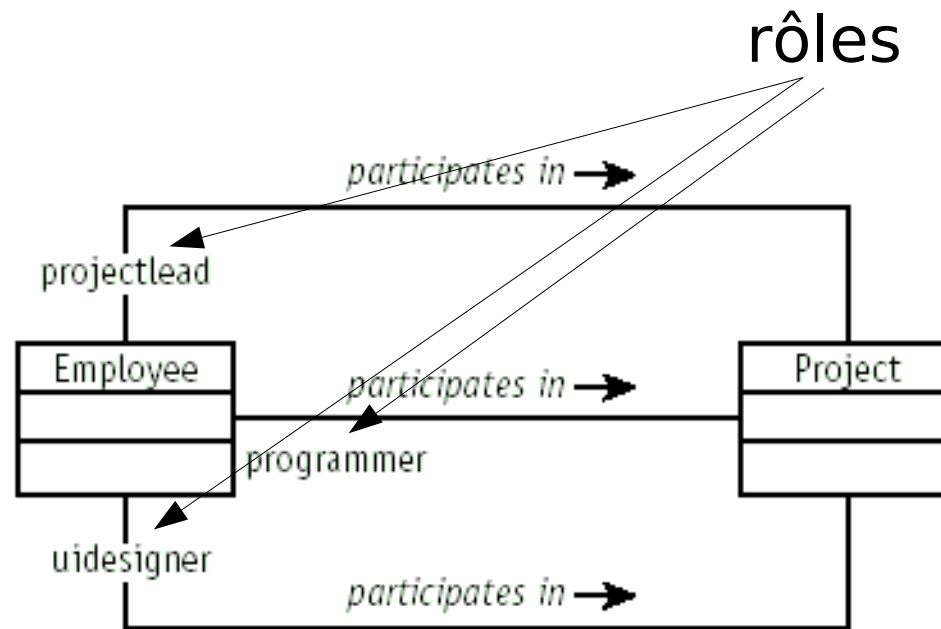 rôles
participates in
projectlead
Employee
Project
participates in
programmer
uidesigner
participates in